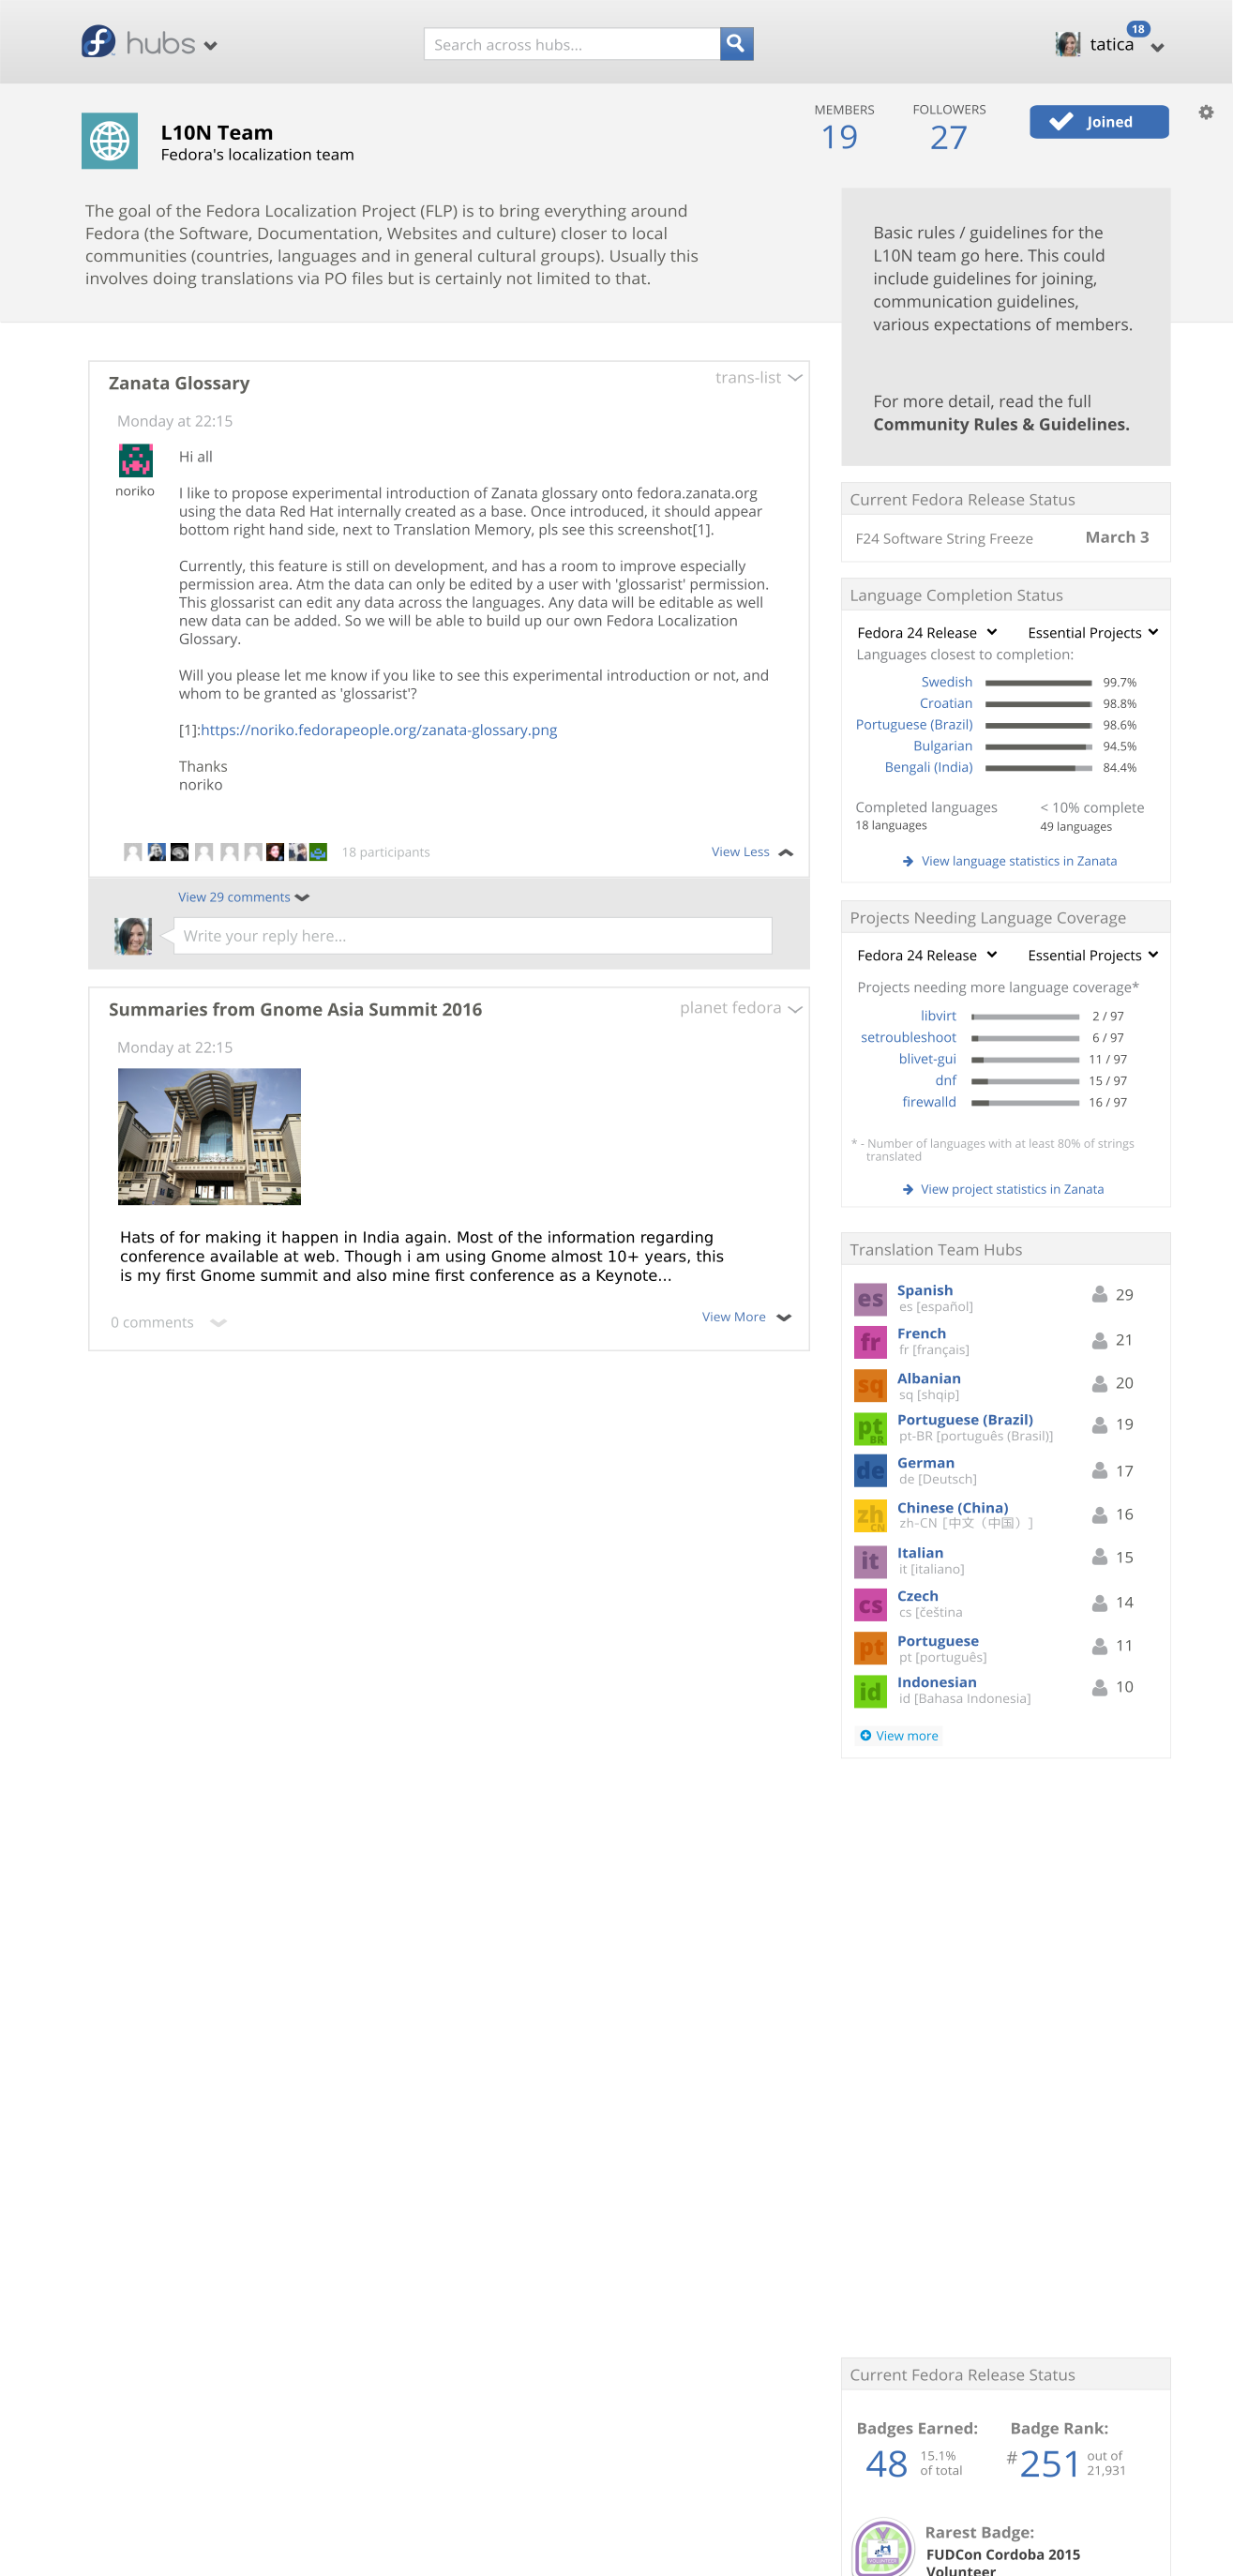 hubs
Search across hubs...
18
tatica
L10N Team
Fedora's localization team
MEMBERS
19
FOLLOWERS
27
Joined
The goal of the Fedora Localization Project (FLP) is to bring everything around
Fedora (the Software, Documentation, Websites and culture) closer to local
communities (countries, languages and in general cultural groups). Usually this
involves doing translations via PO files but is certainly not limited to that.
Basic rules / guidelines for the
L10N team go here. This could
include guidelines for joining,
communication guidelines,
various expectations of members.
For more detail, read the full
Community Rules & Guidelines.
Zanata Glossary
trans-list
Monday at 22:15
noriko
Hi all
I like to propose experimental introduction of Zanata glossary onto fedora.zanata.org
using the data Red Hat internally created as a base. Once introduced, it should appear
bottom right hand side, next to Translation Memory, pls see this screenshot[1].
Currently, this feature is still on development, and has a room to improve especially
permission area. Atm the data can only be edited by a user with 'glossarist' permission.
This glossarist can edit any data across the languages. Any data will be editable as well
new data can be added. So we will be able to build up our own Fedora Localization
Glossary.
Will you please let me know if you like to see this experimental introduction or not, and
whom to be granted as 'glossarist'?
[1]:https://noriko.fedorapeople.org/zanata-glossary.png
Thanks
noriko
18 participants
View Less
View 29 comments
Write your reply here...
Summaries from Gnome Asia Summit 2016
planet fedora
Monday at 22:15
Hats of for making it happen in India again. Most of the information regarding
conference available at web. Though i am using Gnome almost 10+ years, this
is my first Gnome summit and also mine first conference as a Keynote...
0 comments
View More
Current Fedora Release Status
F24 Software String Freeze March 3
Language Completion Status
Fedora 24 Release Essential Projects
Languages closest to completion:
Swedish 99.7%
Croatian 98.8%
Portuguese (Brazil) 98.6%
Bulgarian 94.5%
Bengali (India) 84.4%
Completed languages < 10% complete
18 languages 49 languages
View language statistics in Zanata
Projects Needing Language Coverage
Fedora 24 Release Essential Projects
Projects needing more language coverage*
libvirt 2 / 97
setroubleshoot 6 / 97
blivet-gui 11 / 97
dnf 15 / 97
firewalld 16 / 97
* - Number of languages with at least 80% of strings
translated
View project statistics in Zanata
Translation Team Hubs
es Spanish 29
es [español]
fr French 21
fr [français]
sq Albanian 20
sq [shqip]
pt BR Portuguese (Brazil) 19
pt-BR [português (Brasil)]
de German 17
de [Deutsch]
zh CN Chinese (China) 16
zh-CN [中文（中国）]
it Italian 15
it [italiano]
cs Czech 14
cs [čeština
pt Portuguese 11
pt [português]
id Indonesian 10
id [Bahasa Indonesia]
View more
Current Fedora Release Status
Badges Earned: Badge Rank:
48 15.1% of total
#251 out of 21,931
Rarest Badge:
FUDCon Cordoba 2015
Volunteer